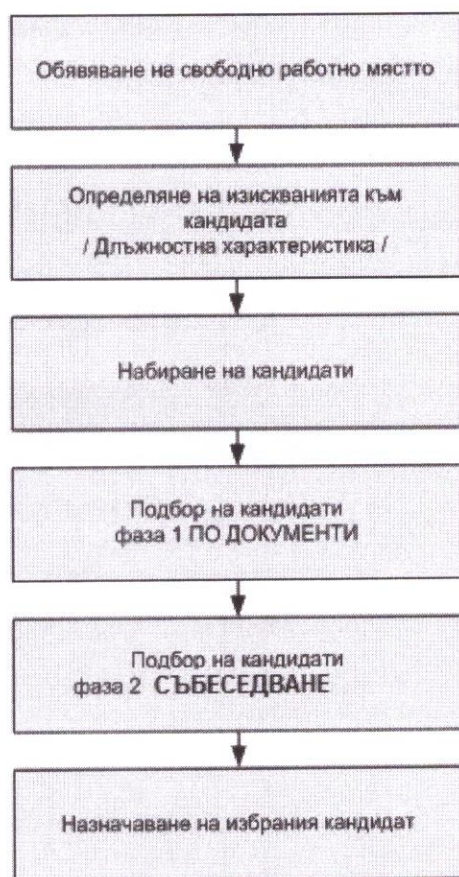 Обявяване на свободно работно мястто
Определяне на изискванията към
кандидата
/ Длъжностна характеристика /
Набиране на кандидати
Подбор на кандидати
фаза 1 ПО ДОКУМЕНТИ
Подбор на кандидати
фаза 2 СЪБЕСЕДВАНЕ
Назначаване на избрания кандидат